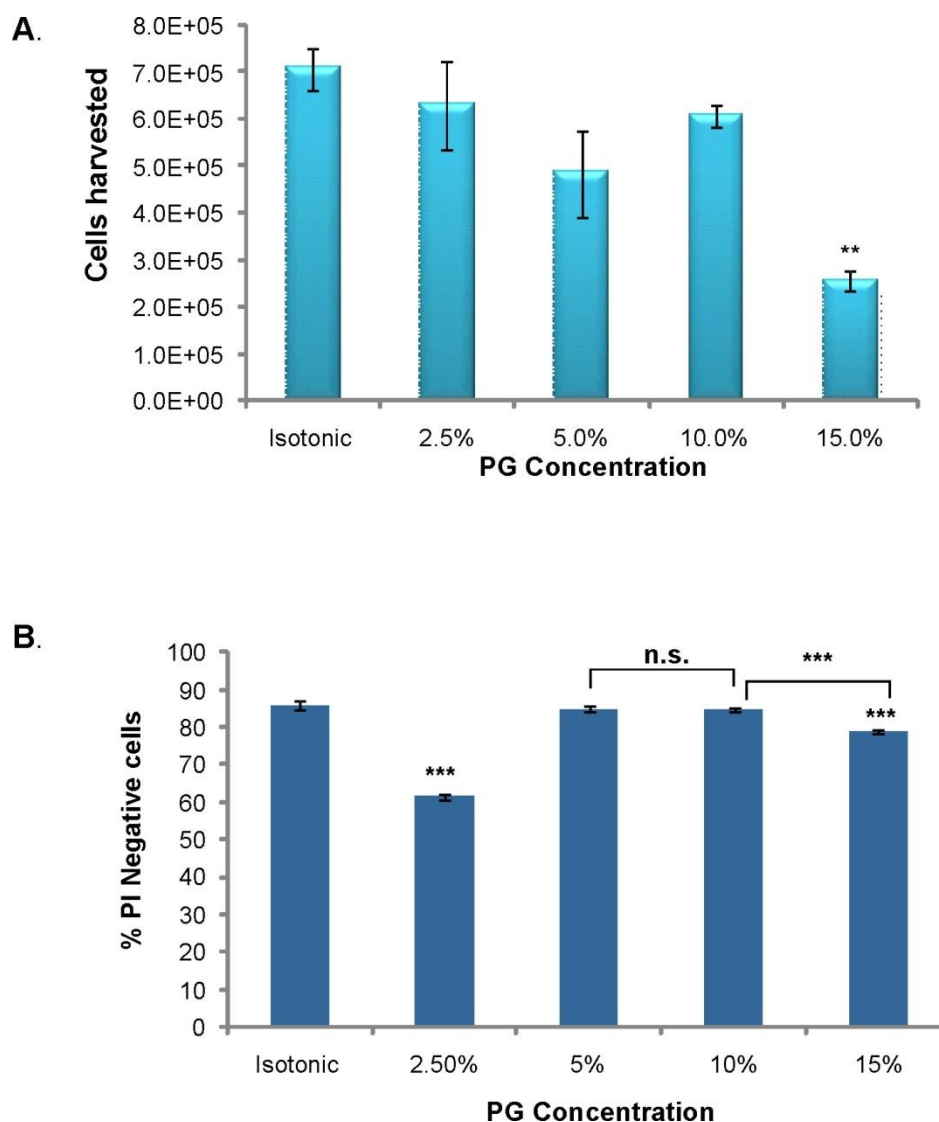 A.
8.0E+05
7.0E+05
6.0E+05
5.0E+05
4.0E+05
3.0E+05
2.0E+05
1.0E+05
0.0E+00
Cells harvested
**
Isotonic 2.5% 5.0% 10.0% 15.0%
PG Concentration
B.
100
90
80
70
60
50
40
30
20
10
0
% PI Negative cells
n.s.
***
***
***
Isotonic 2.50% 5% 10% 15%
PG Concentration